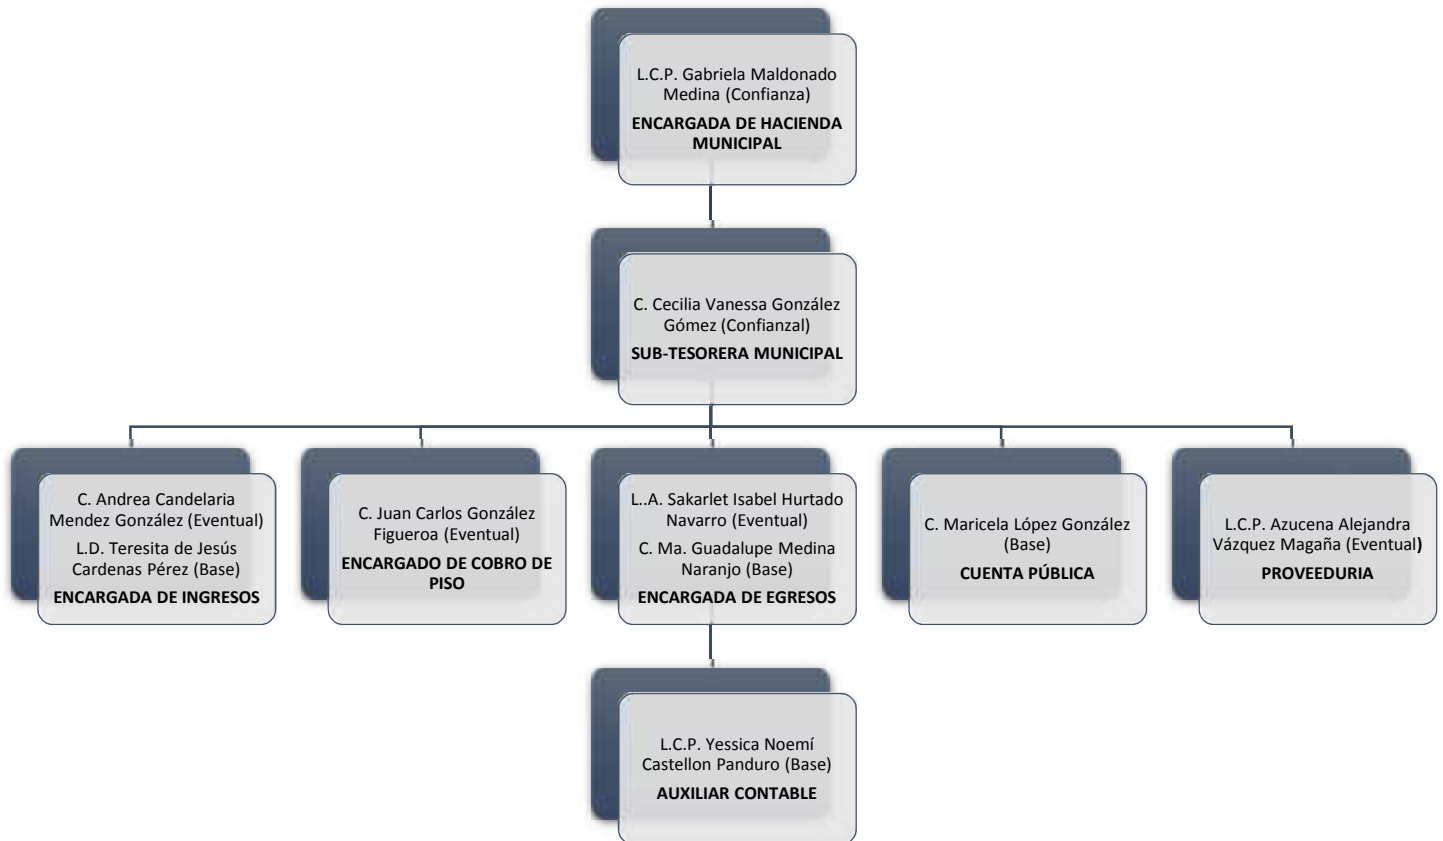 L.C.P. Gabriela Maldonado
Medina (Confianza)
ENCARGADA DE HACIENDA
MUNICIPAL
C. Cecilia Vanessa González
Gómez (Confianzal)
SUB-TESORERA MUNICIPAL
C. Andrea Candelaria
Mendez González (Eventual)
L.D. Teresita de Jesús
Cardenas Pérez (Base)
ENCARGADA DE INGRESOS
C. Juan Carlos González
Figueroa (Eventual)
ENCARGADO DE COBRO DE
PISO
L..A. Sakarlet Isabel Hurtado
Navarro (Eventual)
C. Ma. Guadalupe Medina
Naranjo (Base)
ENCARGADA DE EGRESOS
C. Maricela López González
(Base)
CUENTA PÚBLICA
L.C.P. Azucena Alejandra
Vázquez Magaña (Eventual)
PROVEEDURIA
L.C.P. Yessica Noemí
Castellon Panduro (Base)
AUXILIAR CONTABLE